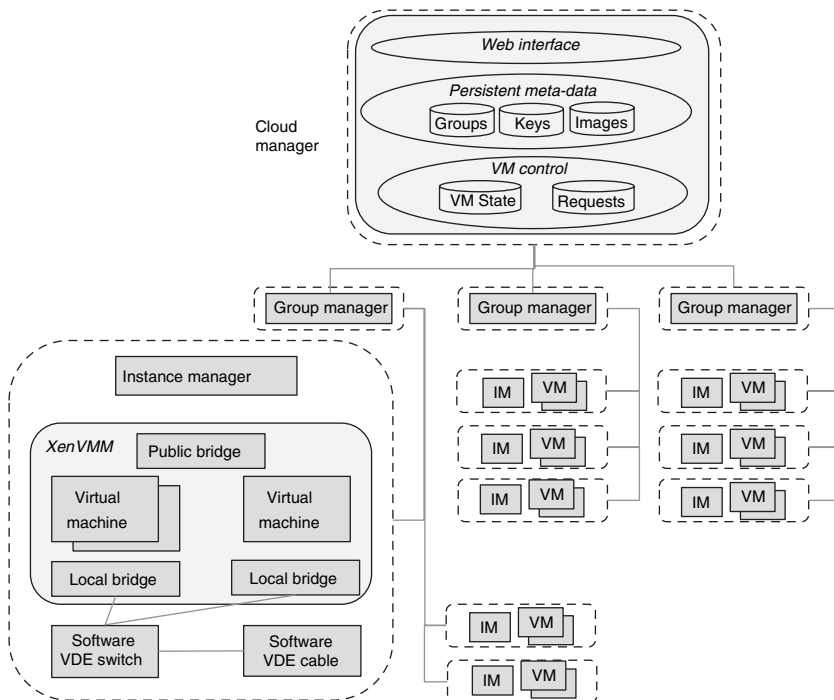 Web interface
Persistent meta-data
Groups
Keys
Images
Cloud
manager
VM control
VM State
Requests
Group manager
Group manager
Group manager
Instance manager
XenVMM
Public bridge
Virtual
machine
Virtual
machine
Local bridge
Local bridge
Software
VDE switch
Software
VDE cable
IM
VM
IM
VM
IM
VM
IM
VM
IM
VM
IM
VM
IM
VM
IM
VM